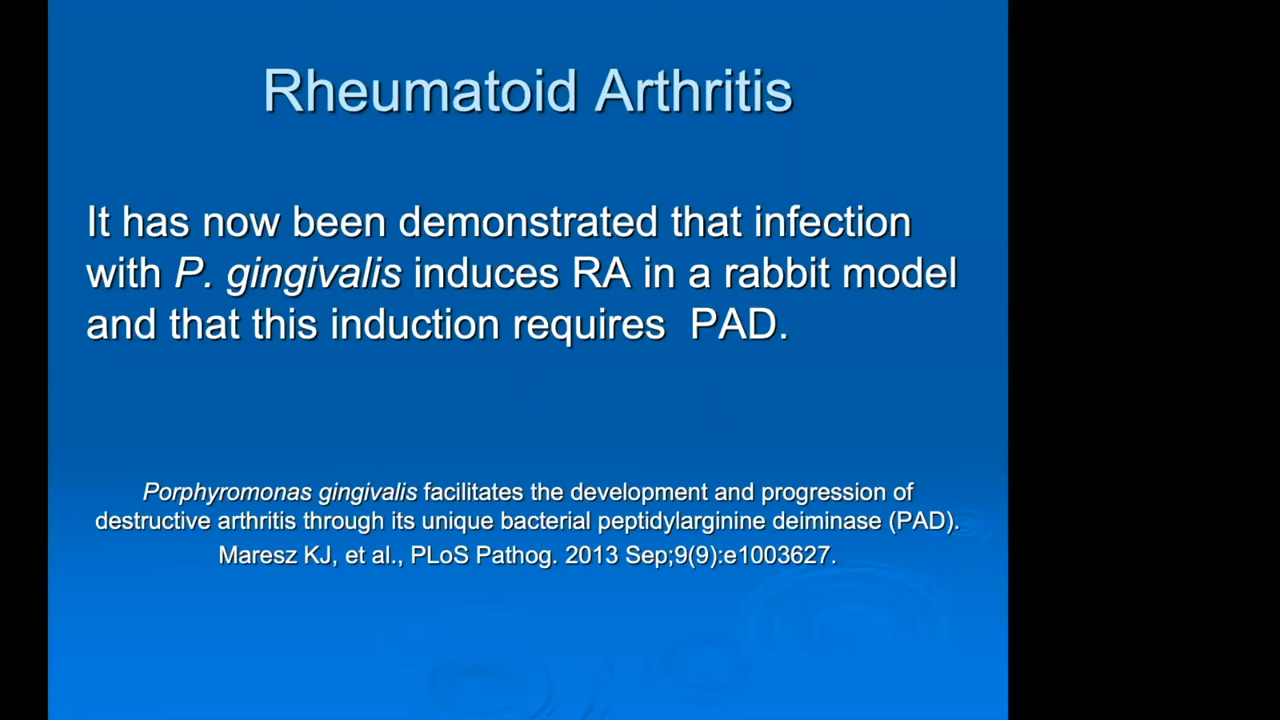 Rheumatoid Arthritis
It has now been demonstrated that infection
with P. gingivalis induces RA in a rabbit model
and that this induction requires  PAD.
Porphyromonas gingivalis facilitates the development and progression of
destructive arthritis through its unique bacterial peptidylarginine deiminase (PAD).
Maresz KJ, et al., PLoS Pathog. 2013 Sep;9(9):e1003627.